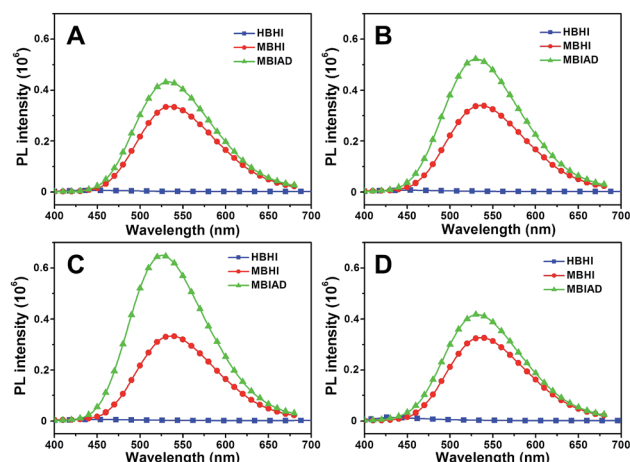 A
HBHI
MBHI
MBIAD
PL intensity (10⁶)
0.6
0.4
0.2
0
400 450 500 550 600 650 700
Wavelength (nm)
B
HBHI
MBHI
MBIAD
PL intensity (10⁶)
0.6
0.4
0.2
0
400 450 500 550 600 650 700
Wavelength (nm)
C
HBHI
MBHI
MBIAD
PL intensity (10⁶)
0.6
0.4
0.2
0
400 450 500 550 600 650 700
Wavelength (nm)
D
HBHI
MBHI
MBIAD
PL intensity (10⁶)
0.6
0.4
0.2
0
400 450 500 550 600 650 700
Wavelength (nm)